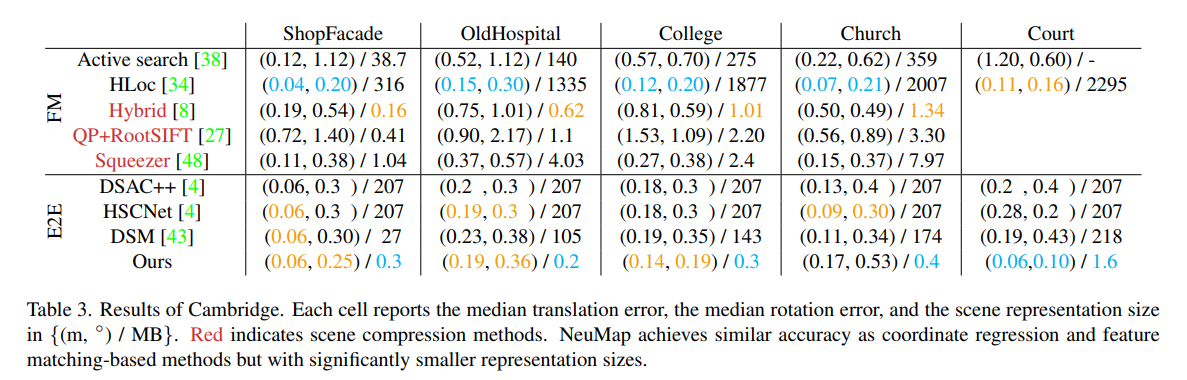 ShopFacade OldHospital College Church Court
FM
Active search [38] (0.12, 1.12) / 38.7 (0.52, 1.12) / 140 (0.57, 0.70) / 275 (0.22, 0.62) / 359 (1.20, 0.60) / -
HLoc [34] (0.04, 0.20) / 316 (0.15, 0.30) / 1335 (0.12, 0.20) / 1877 (0.07, 0.21) / 2007 (0.11, 0.16) / 2295
Hybrid [8] (0.19, 0.54) / 0.16 (0.75, 1.01) / 0.62 (0.81, 0.59) / 1.01 (0.50, 0.49) / 1.34
QP+RootSIFT [27] (0.72, 1.40) / 0.41 (0.90, 2.17) / 1.1 (1.53, 1.09) / 2.20 (0.56, 0.89) / 3.30
Squeezer [48] (0.11, 0.38) / 1.04 (0.37, 0.57) / 4.03 (0.27, 0.38) / 2.4 (0.15, 0.37) / 7.97
E2E
DSAC++ [4] (0.06, 0.3 ) / 207 (0.2 , 0.3 ) / 207 (0.18, 0.3 ) / 207 (0.13, 0.4 ) / 207 (0.2 , 0.4 ) / 207
HSCNet [4] (0.06, 0.3 ) / 207 (0.19, 0.3 ) / 207 (0.18, 0.3 ) / 207 (0.09, 0.30) / 207 (0.28, 0.2 ) / 207
DSM [43] (0.06, 0.30) / 27 (0.23, 0.38) / 105 (0.19, 0.35) / 143 (0.11, 0.34) / 174 (0.19, 0.43) / 218
Ours (0.06, 0.25) / 0.3 (0.19, 0.36) / 0.2 (0.14, 0.19) / 0.3 (0.17, 0.53) / 0.4 (0.06,0.10) / 1.6
Table 3. Results of Cambridge. Each cell reports the median translation error, the median rotation error, and the scene representation size
in {(m, °) / MB}. Red indicates scene compression methods. NeuMap achieves similar accuracy as coordinate regression and feature
matching-based methods but with significantly smaller representation sizes.